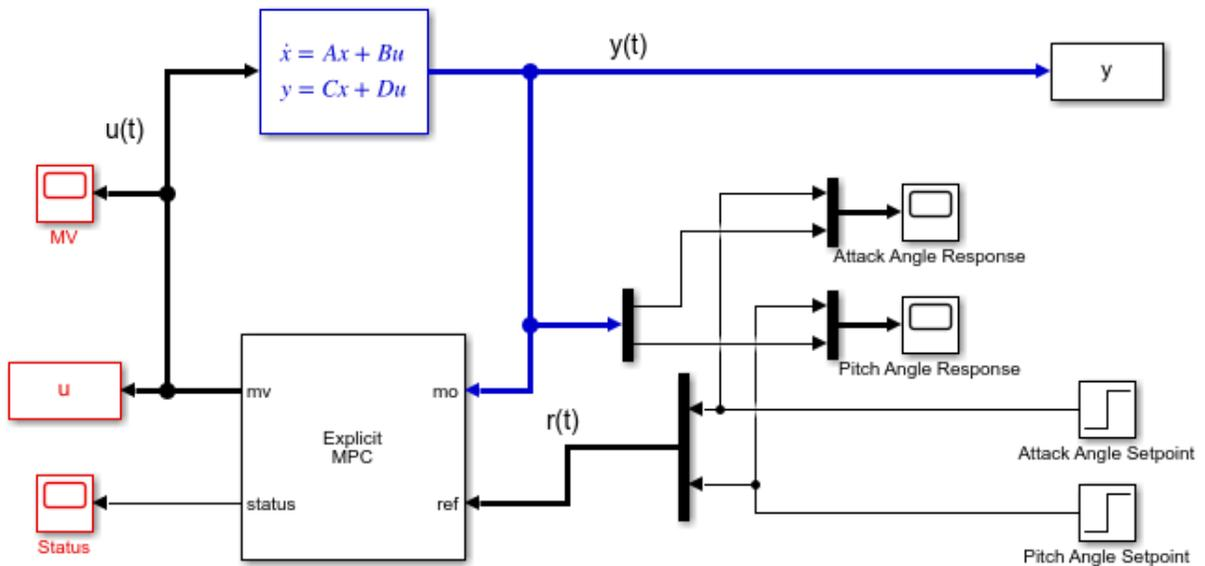 ẋ = Ax + Bu
y = Cx + Du
y(t)
y
u(t)
MV
Attack Angle Response
Pitch Angle Response
u
mv
mo
Explicit
MPC
r(t)
status
ref
Status
Attack Angle Setpoint
Pitch Angle Setpoint